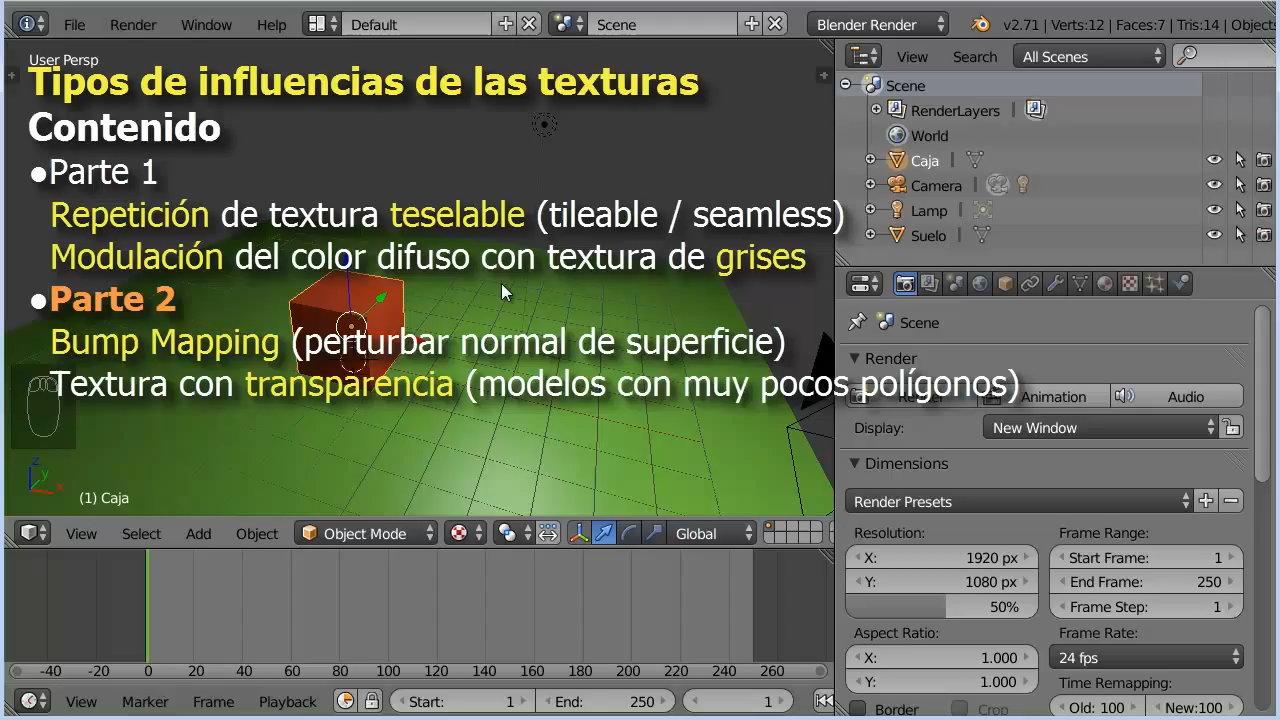 File Render Window Help Default Scene Blender Render v2.71 | Verts:12 | Faces:7 | Tris:14 | Objects
User Persp
Tipos de influencias de las texturas
Contenido
●Parte 1
Repetición de textura teselable (tileable / seamless)
Modulación del color difuso con textura de grises
●Parte 2
Bump Mapping (perturbar normal de superficie)
Textura con transparencia (modelos con muy pocos polígonos)
z
y
x
(1) Caja
View Select Add Object Object Mode Global
-40 -20 0 20 40 60 80 100 120 140 160 180 200 220 240 260
View Marker Frame Playback Start: 1 End: 250 1
View Search All Scenes
Scene
RenderLayers
World
Caja
Camera
Lamp
Suelo
Scene
Render
Animation Audio
Display: New Window
Dimensions
Render Presets
Resolution: Frame Range:
X: 1920 px Start Frame: 1
Y: 1080 px End Frame: 250
50% Frame Step: 1
Aspect Ratio: Frame Rate:
X: 1.000 24 fps
Y: 1.000 Time Remapping:
Border Crop Old: 100 New:100